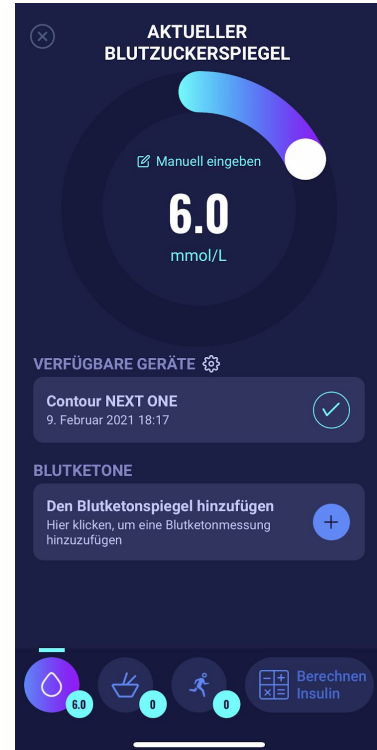 AKTUELLER
BLUTZUCKERSPIEGEL
Manuell eingeben
6.0
mmol/L
VERFÜGBARE GERÄTE
Contour NEXT ONE
9. Februar 2021 18:17
BLUTKETONE
Den Blutketonspiegel hinzufügen
Hier klicken, um eine Blutketonmessung
hinzuzufügen
6.0
0
0
Berechnen
Insulin